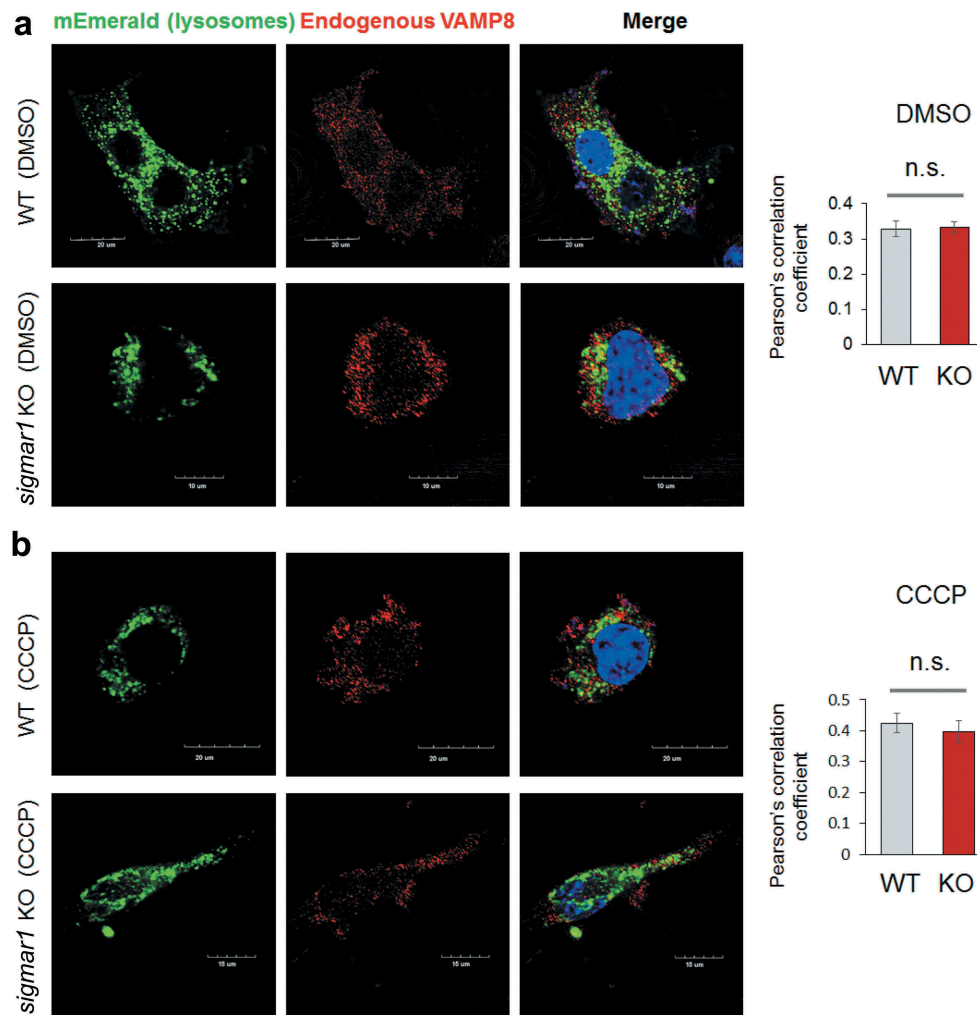 a
mEmerald (lysosomes) Endogenous VAMP8 Merge
WT (DMSO)
20 um
20 um
20 um
sigmar1 KO (DMSO)
10 um
10 um
10 um
DMSO
n.s.
Pearson's correlation
coefficient
0.4
0.3
0.2
0.1
0
WT KO
b
WT (CCCP)
20 um
20 um
20 um
sigmar1 KO (CCCP)
15 um
15 um
15 um
CCCP
n.s.
Pearson's correlation
coefficient
0.5
0.4
0.3
0.2
0.1
0
WT KO